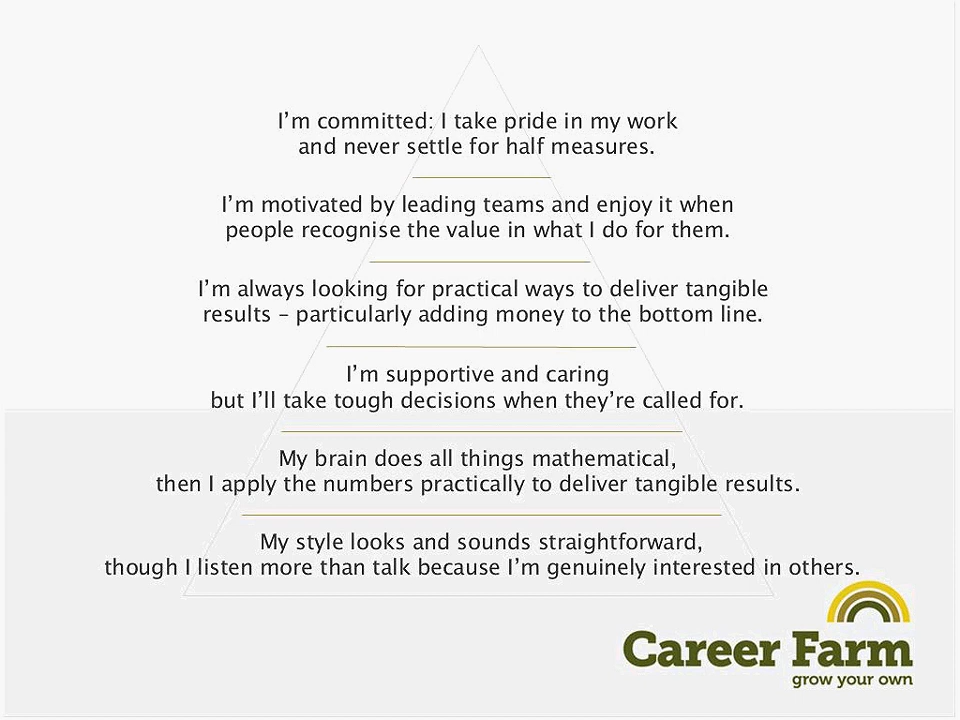 I’m committed: I take pride in my work
and never settle for half measures.
I’m motivated by leading teams and enjoy it when
people recognise the value in what I do for them.
I’m always looking for practical ways to deliver tangible
results – particularly adding money to the bottom line.
I’m supportive and caring
but I’ll take tough decisions when they’re called for.
My brain does all things mathematical,
then I apply the numbers practically to deliver tangible results.
My style looks and sounds straightforward,
though I listen more than talk because I’m genuinely interested in others.
Career Farm
grow your own